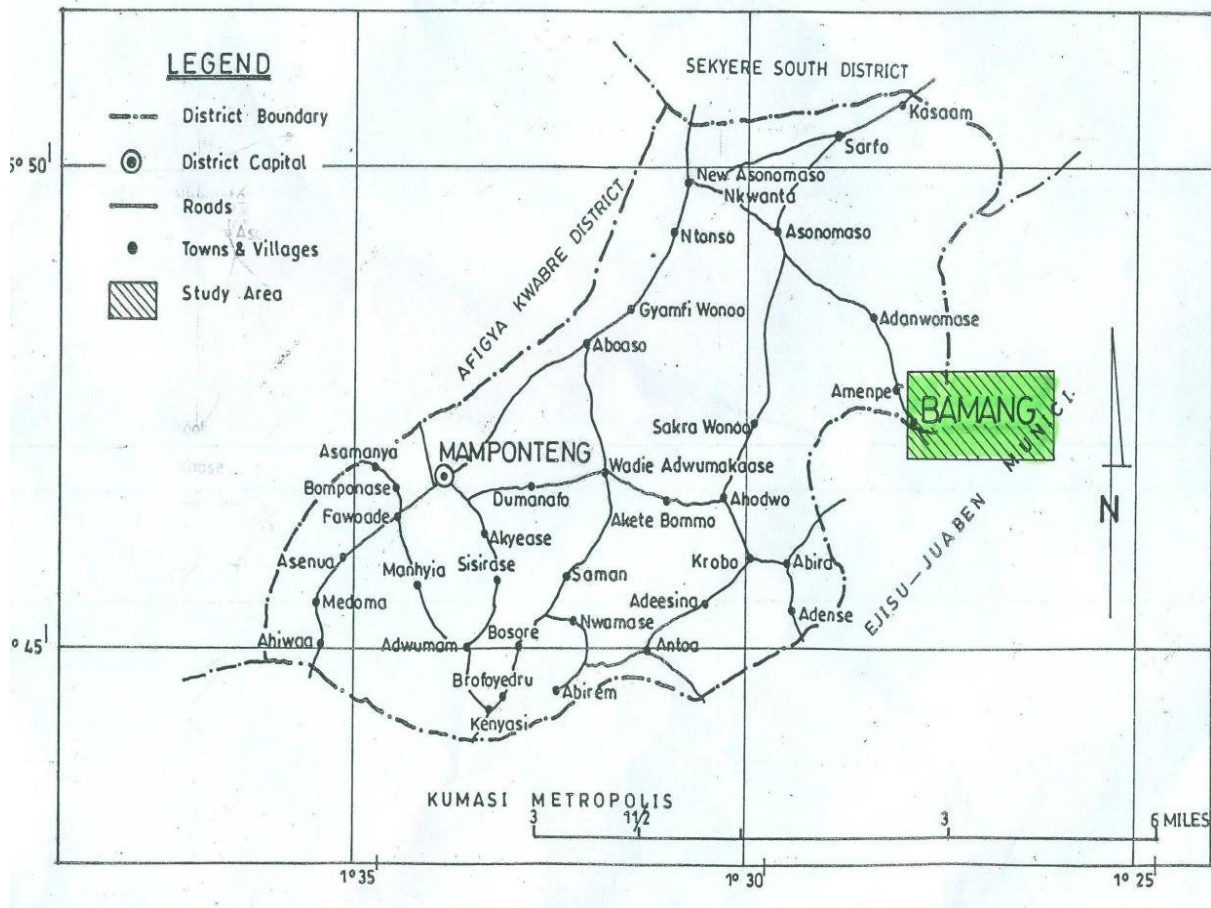 LEGEND
District Boundary
District Capital
Roads
Towns & Villages
Study Area
SEKYERE SOUTH DISTRICT
Kasaam
Sarfo
5° 50'
New Asonomaso
Nkwanta
Asonomaso
Ntonso
AFIGYA KWABRE DISTRICT
Gyamfi Wonoo
Adanwomase
Aboaso
Amenpe
BAMANG
Sakra Wonoo
Asamanya
MAMPONTENG
Wadie Adwumakaase
Bomponase
Dumanafo
Ahodwo
Fawoade
Akete Bommo
N
Akyease
Asenua
Manhyia
Sisirase
Saman
Krobo
Abira
EJISU-JUABEN MUNICI.
Medoma
Adeesina
Adense
Nwamase
Ahiwaa
Adwumam
Bosore
Antoa
° 45'
Brofoyedru
Abirem
Kenyasi
KUMASI METROPOLIS
3 1 1/2 3 6 MILES
1° 35' 1° 30' 1° 25'